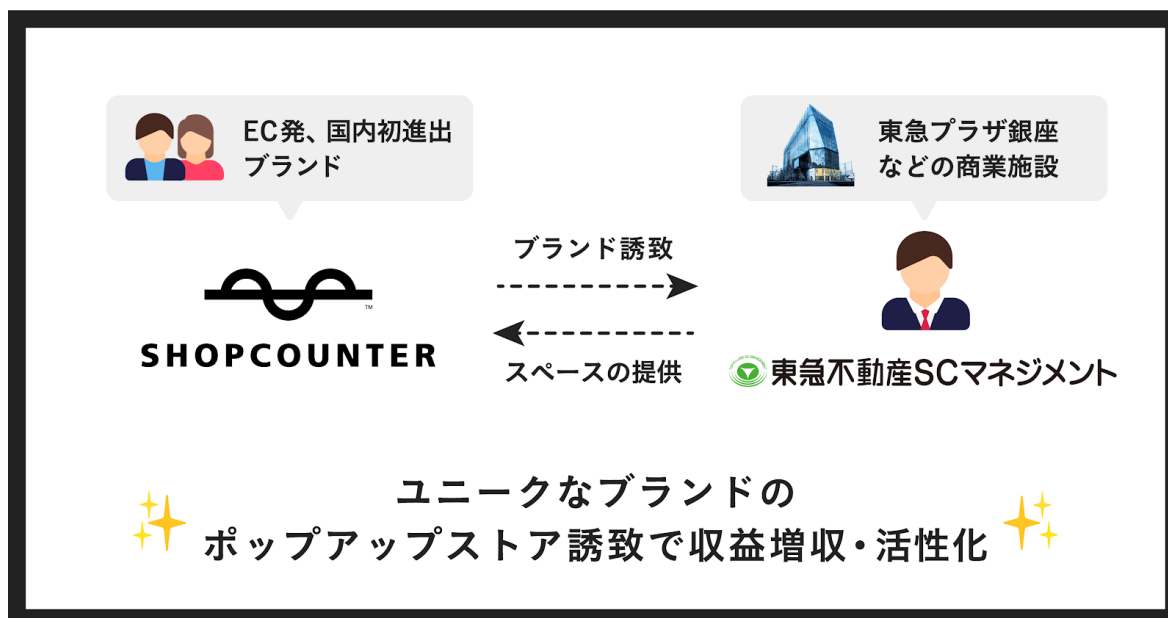 EC発、国内初進出
ブランド
東急プラザ銀座
などの商業施設
ブランド誘致
TM
SHOPCOUNTER
スペースの提供
東急不動産SCマネジメント
ユニークなブランドの
ポップアップストア誘致で収益増収・活性化